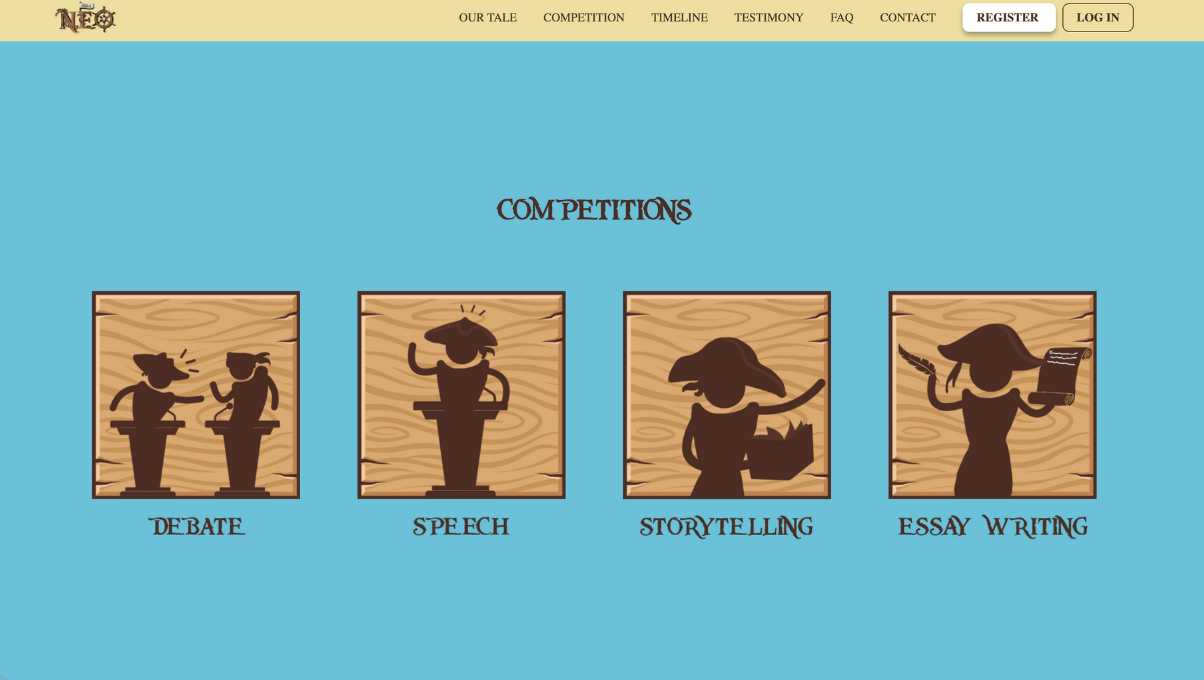 NEO
OUR TALE COMPETITION TIMELINE TESTIMONY FAQ CONTACT REGISTER LOG IN
COMPETITIONS
DEBATE SPEECH STORYTELLING ESSAY WRITING